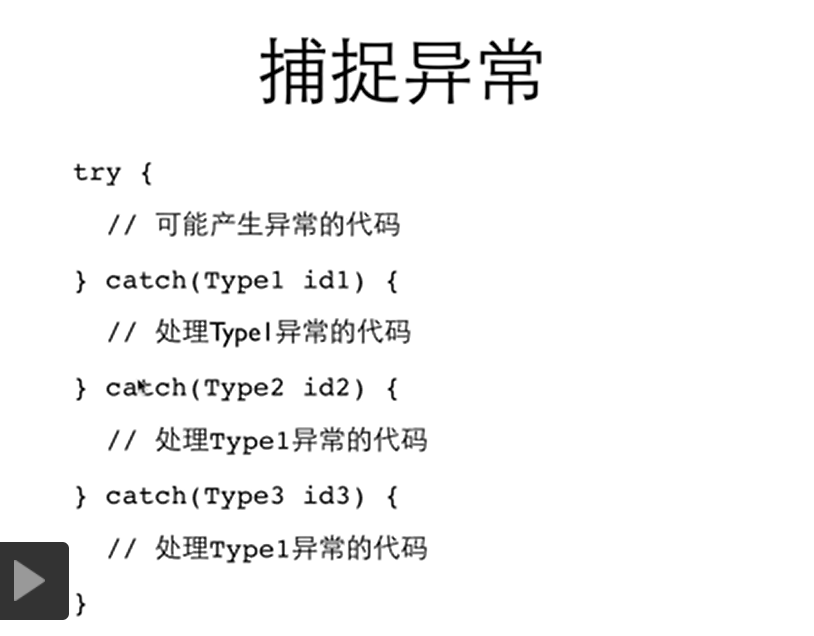 捕捉异常
try {
// 可能产生异常的代码
} catch(Type1 id1) {
// 处理Type1异常的代码
} catch(Type2 id2) {
// 处理Type1异常的代码
} catch(Type3 id3) {
// 处理Type1异常的代码
}